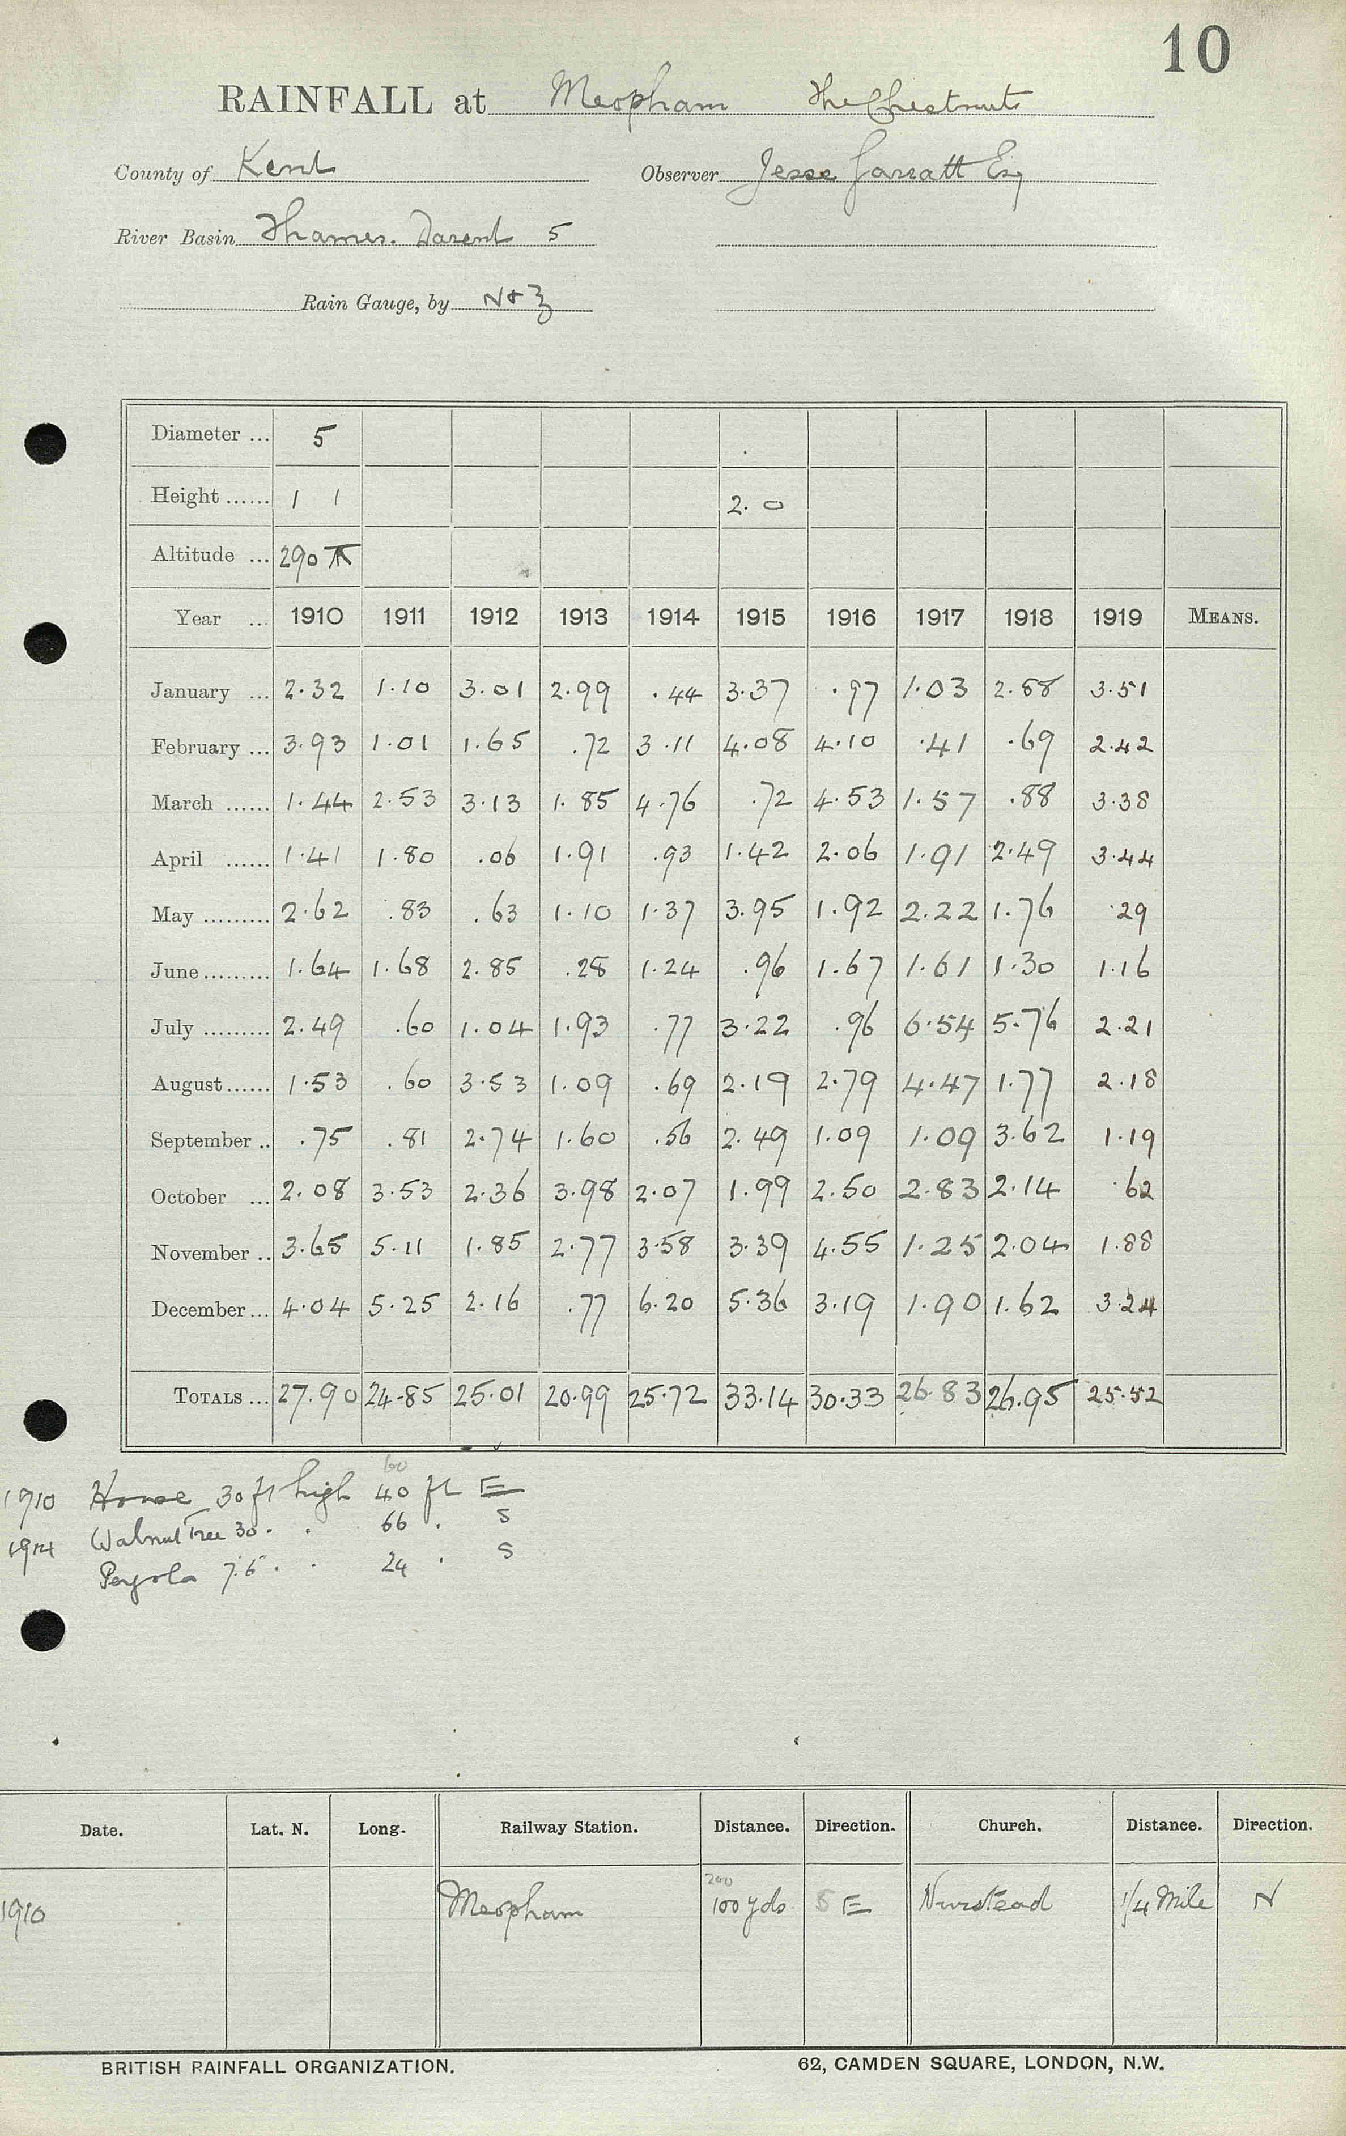 10
RAINFALL at Meopham The Chestnuts
County of Kent Observer Jesse Garratt Esq
River Basin Thames. Darent 5
Rain Gauge, by N & Z
Diameter ... 5
Height ...... 1 1 2. 0
Altitude ... 290
Year ... 1910 1911 1912 1913 1914 1915 1916 1917 1918 1919 MEANS.
January ... 2.32 1.10 3.01 2.99 .44 3.37 .97 1.03 2.88 3.51
February ... 3.93 1.01 1.65 .72 3.11 4.08 4.10 .41 .69 2.42
March ...... 1.44 2.53 3.13 1.85 4.76 .72 4.53 1.57 .88 3.38
April ...... 1.41 1.80 .06 1.91 .93 1.42 2.06 1.91 2.49 3.44
May ......... 2.62 .83 .63 1.10 1.37 3.95 1.92 2.22 1.76 .29
June ......... 1.64 1.68 2.85 .28 1.24 .96 1.67 1.61 1.30 1.16
July ......... 2.49 .60 1.04 1.93 .77 3.22 .96 6.54 5.76 2.21
August ...... 1.53 .60 3.53 1.09 .69 2.19 2.79 4.47 1.77 2.18
September .. .75 .81 2.74 1.60 .56 2.49 1.09 1.09 3.62 1.19
October ... 2.08 3.53 2.36 3.98 2.07 1.99 2.50 2.83 2.14 .62
November .. 3.65 5.11 1.85 2.77 3.58 3.39 4.55 1.25 2.04 1.88
December ... 4.04 5.25 2.16 .77 6.20 5.36 3.19 1.90 1.62 3.24
TOTALS ... 27.90 24.85 25.01 20.99 25.72 33.14 30.33 26.83 26.95 25.52
60
1910 House 30 ft high 40 ft E
1914 Walnut Tree 30 . . 66 . S
Pergola 7.6 . . 24 . S
Date. Lat. N. Long. Railway Station. Distance. Direction. Church. Distance. Direction.
200
1910 Meopham 100 yds S E Nurstead 1/4 Mile N
BRITISH RAINFALL ORGANIZATION. 62, CAMDEN SQUARE, LONDON, N.W.